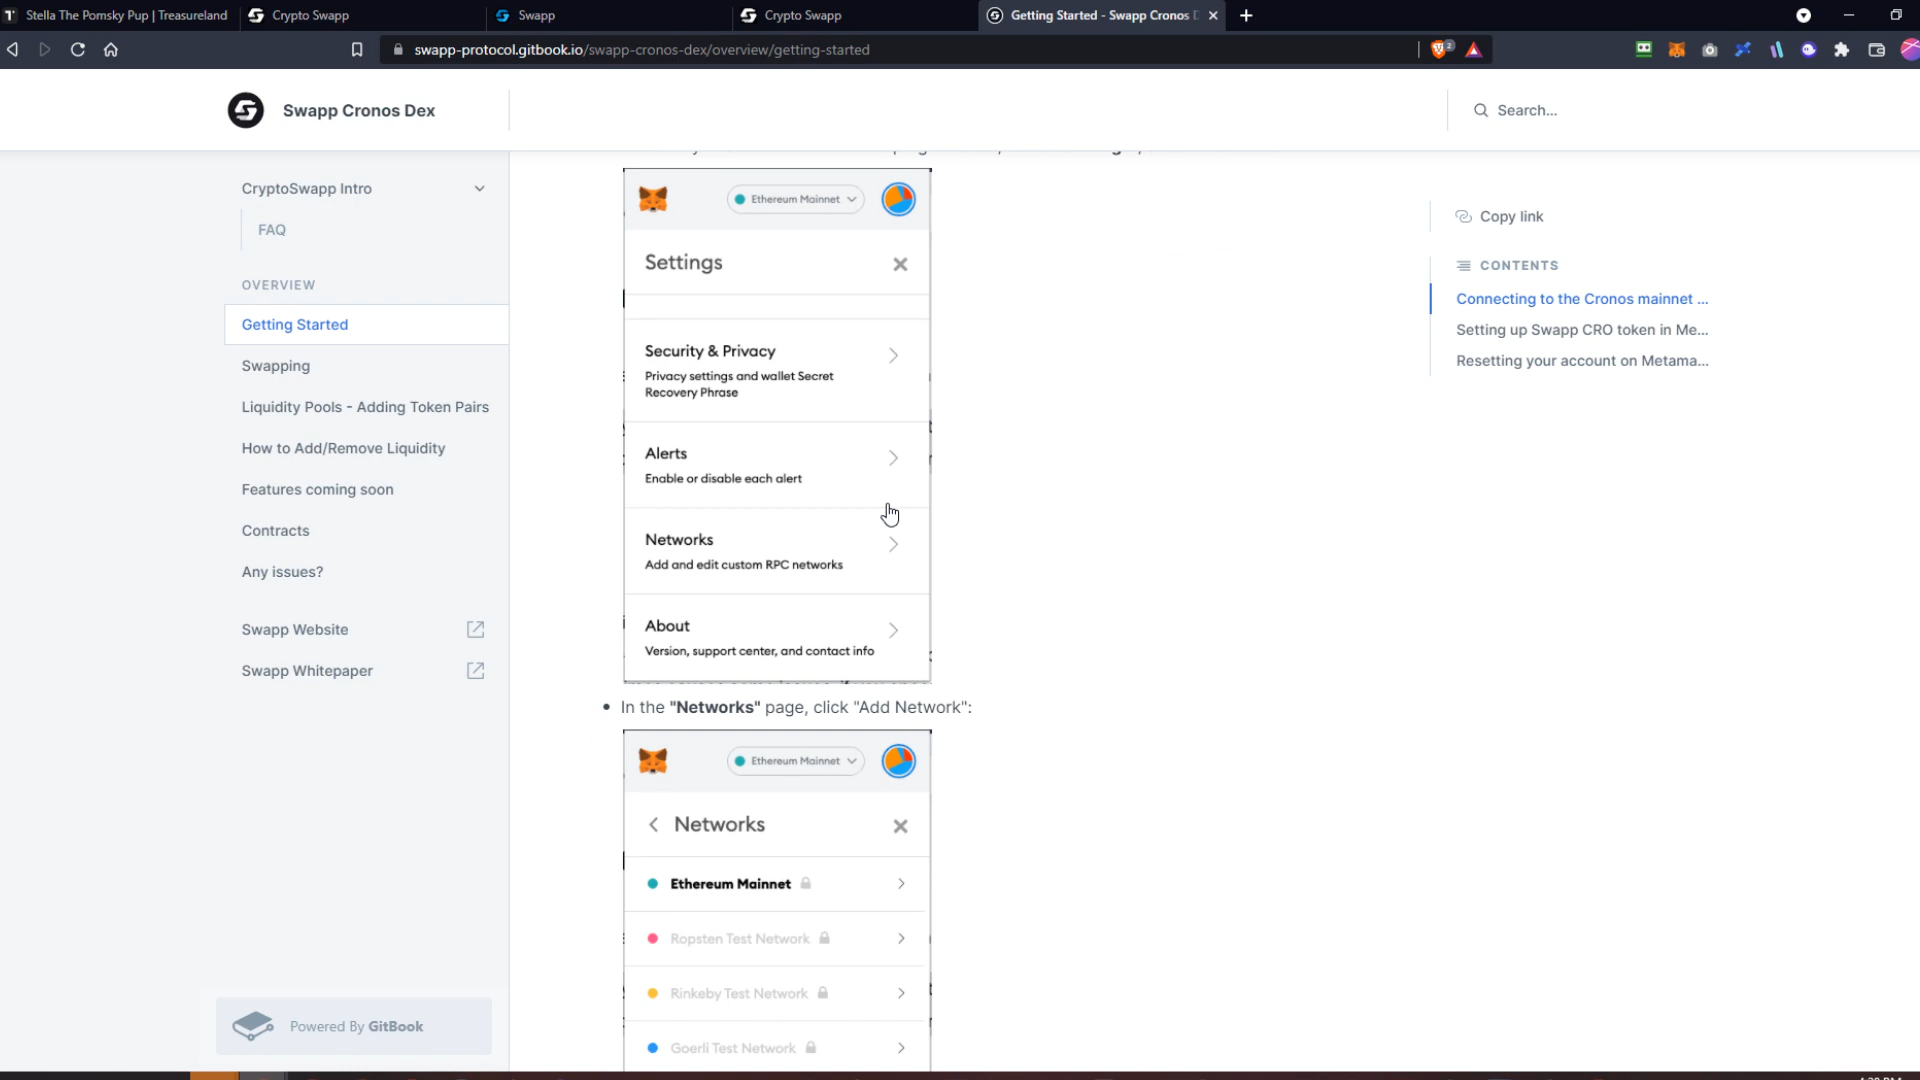 Stella The Pomsky Pup | Treasureland
Crypto Swapp
Swapp
Crypto Swapp
Getting Started - Swapp Cronos
swapp-protocol.gitbook.io/swapp-cronos-dex/overview/getting-started
2
Swapp Cronos Dex
Search...
CryptoSwapp Intro
FAQ
OVERVIEW
Getting Started
Swapping
Liquidity Pools - Adding Token Pairs
How to Add/Remove Liquidity
Features coming soon
Contracts
Any issues?
Swapp Website
Swapp Whitepaper
Powered By GitBook
Ethereum Mainnet
Settings
Security & Privacy
Privacy settings and wallet Secret
Recovery Phrase
Alerts
Enable or disable each alert
Networks
Add and edit custom RPC networks
About
Version, support center, and contact info
• In the "Networks" page, click "Add Network":
Ethereum Mainnet
Networks
Ethereum Mainnet
Ropsten Test Network
Rinkeby Test Network
Goerli Test Network
Copy link
CONTENTS
Connecting to the Cronos mainnet ...
Setting up Swapp CRO token in Me...
Resetting your account on Metama...